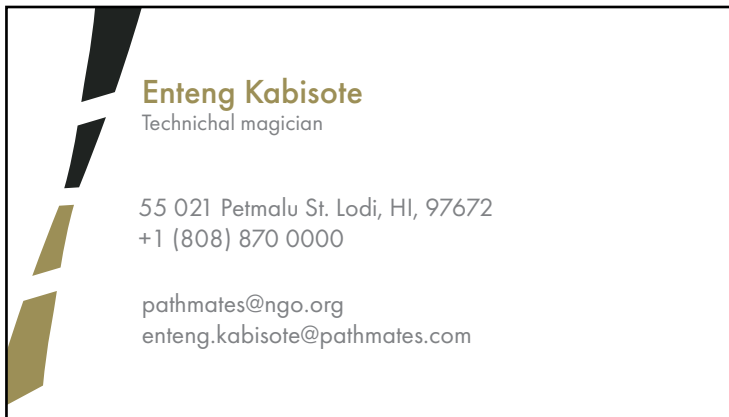 Enteng Kabisote
Technichal magician
55 021 Petmalu St. Lodi, HI, 97672
+1 (808) 870 0000
pathmates@ngo.org
enteng.kabisote@pathmates.com